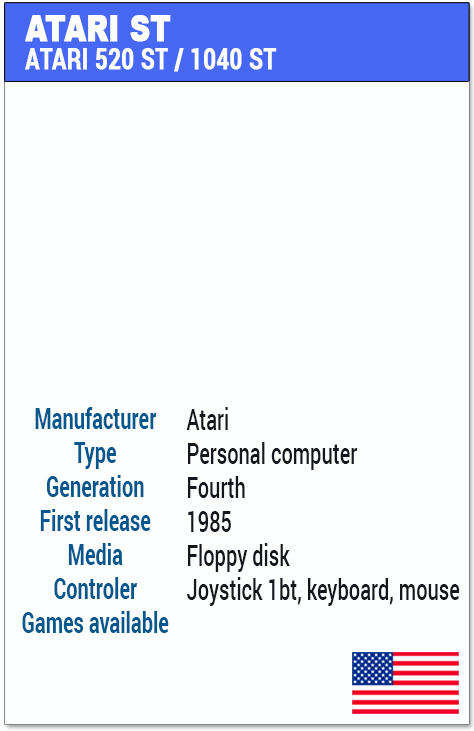 ATARI ST
ATARI 520 ST / 1040 ST
Manufacturer Atari
Type Personal computer
Generation Fourth
First release 1985
Media Floppy disk
Controler Joystick 1bt, keyboard, mouse
Games available